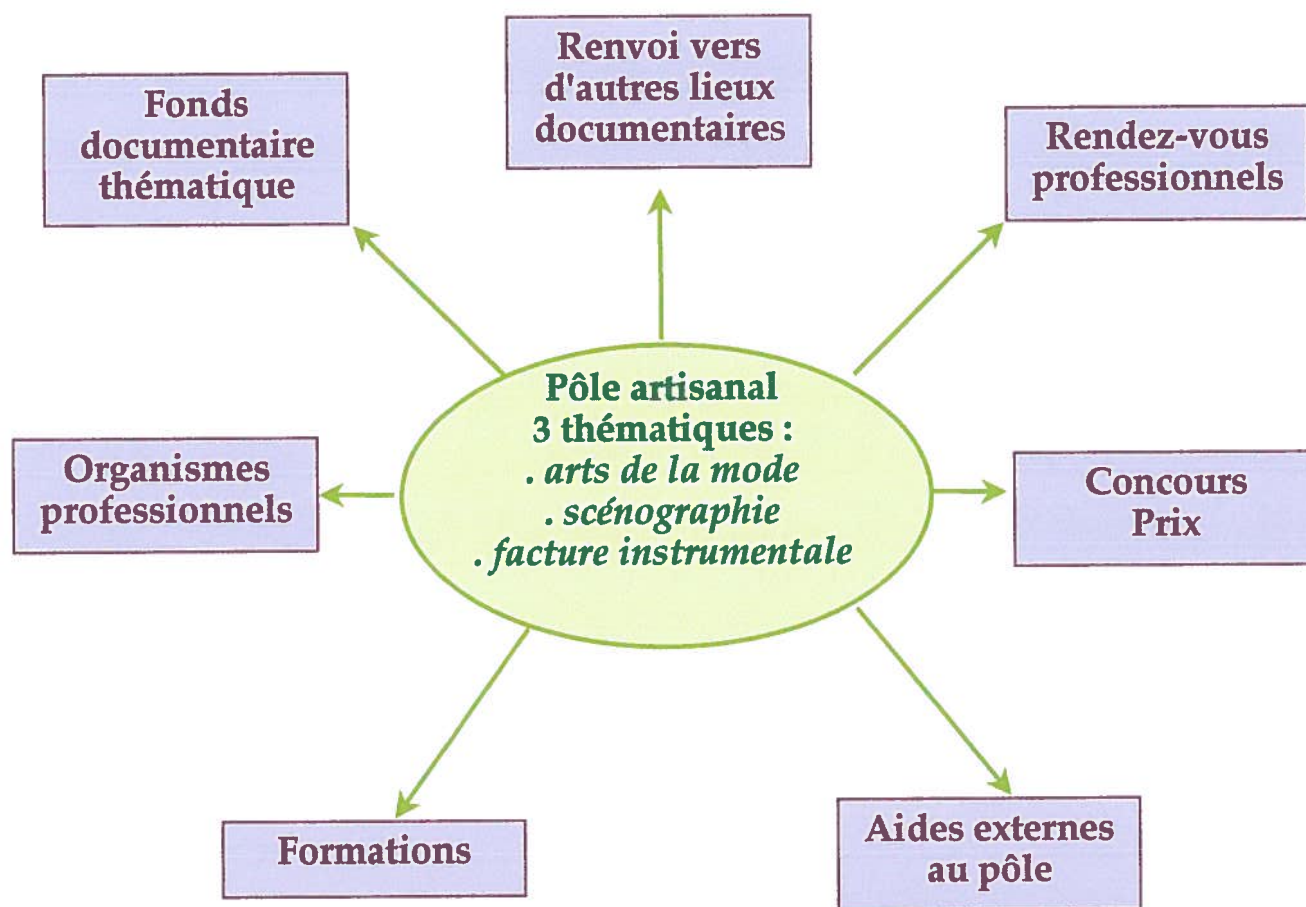 Renvoi vers
d'autres lieux
documentaires
Fonds
documentaire
thématique
Rendez-vous
professionnels
Pôle artisanal
3 thématiques :
. arts de la mode
. scénographie
. facture instrumentale
Organismes
professionnels
Concours
Prix
Formations
Aides externes
au pôle